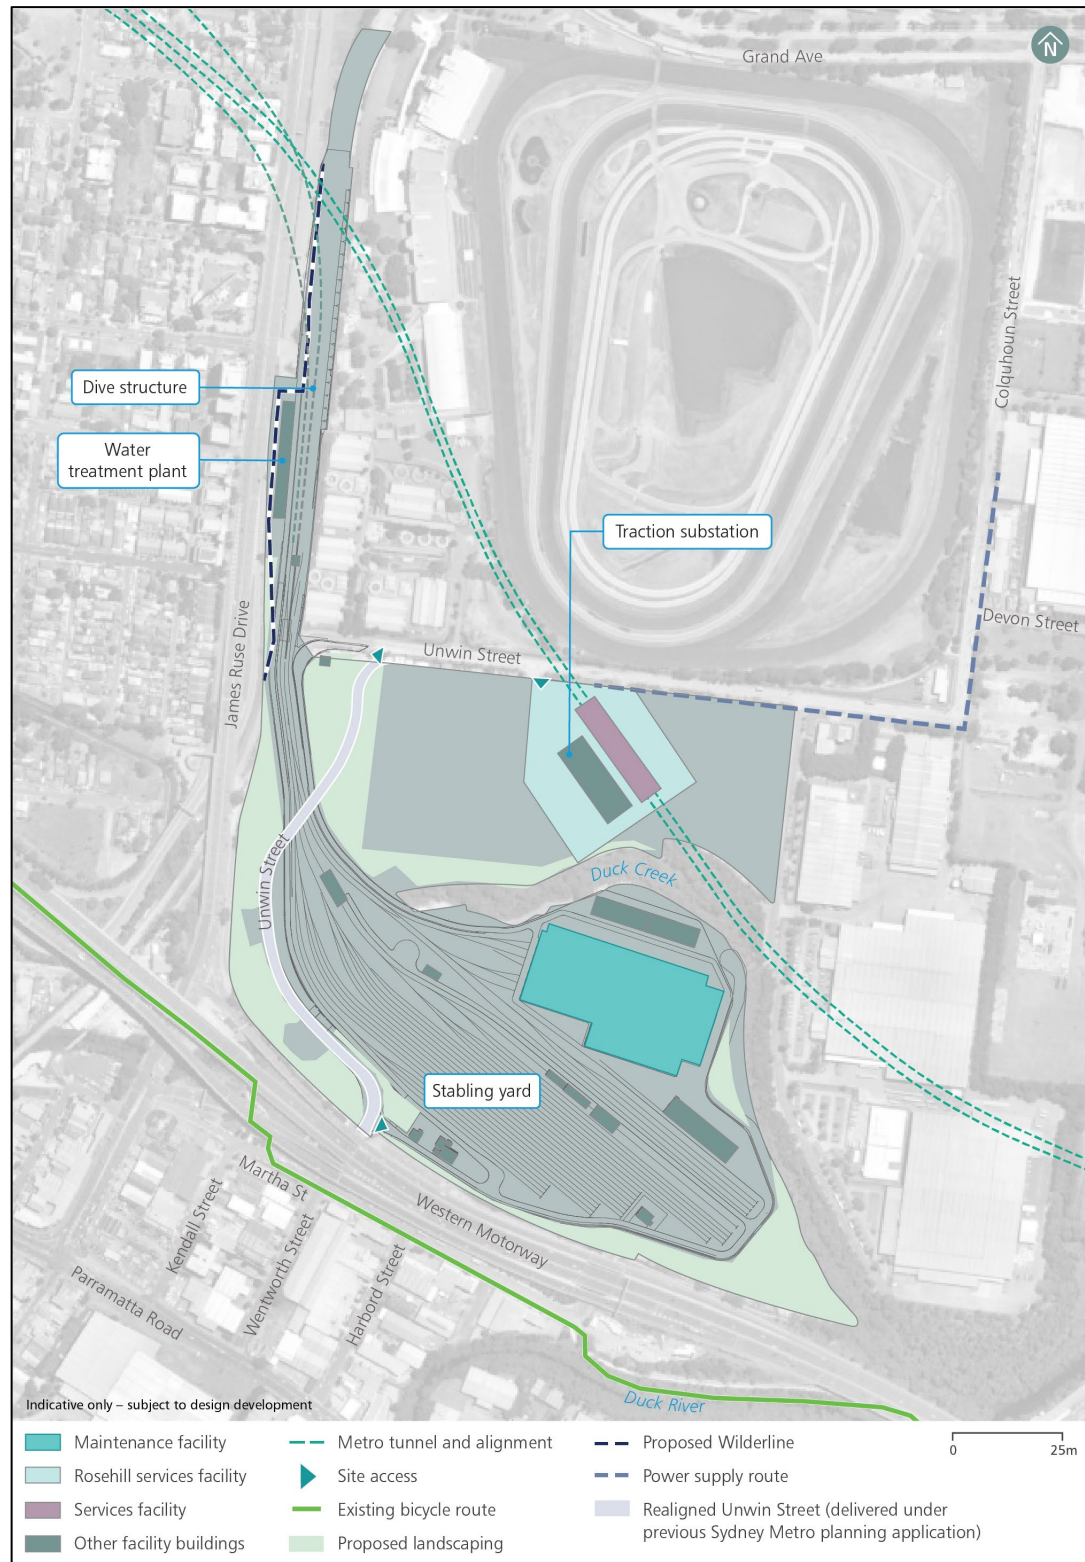 Grand Ave
N
Colquhoun Street
Dive structure
Water
treatment plant
Traction substation
Devon Street
James Ruse Drive
Unwin Street
Unwin Street
Duck Creek
Stabling yard
Martha St
Western Motorway
Kendall Street
Wentworth Street
Harbord Street
Parramatta Road
Duck River
Indicative only – subject to design development
Maintenance facility
Rosehill services facility
Services facility
Other facility buildings
Metro tunnel and alignment
Site access
Existing bicycle route
Proposed landscaping
Proposed Wilderline
Power supply route
Realigned Unwin Street (delivered under
previous Sydney Metro planning application)
0 25m